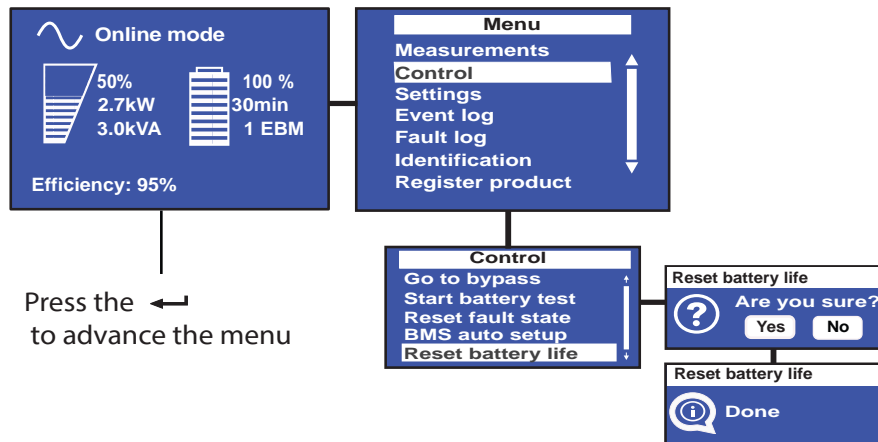 Online mode
50%
2.7kW
3.0kVA
100 %
30min
1 EBM
Efficiency: 95%
Press the
to advance the menu
Menu
Measurements
Control
Settings
Event log
Fault log
Identification
Register product
Control
Go to bypass
Start battery test
Reset fault state
BMS auto setup
Reset battery life
Reset battery life
?
Are you sure?
Yes
No
Reset battery life
i
Done